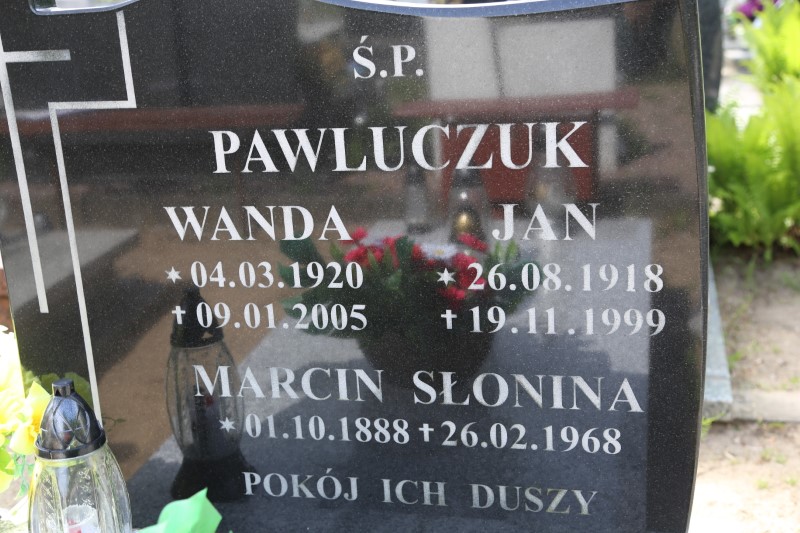 Ś.P.
PAWLUCZUK
WANDA JAN
* 04.03.1920 * 26.08.1918
✝ 09.01.2005 ✝ 19.11.1999
MARCIN SŁONINA
* 01.10.1888 ✝ 26.02.1968
POKÓJ ICH DUSZY